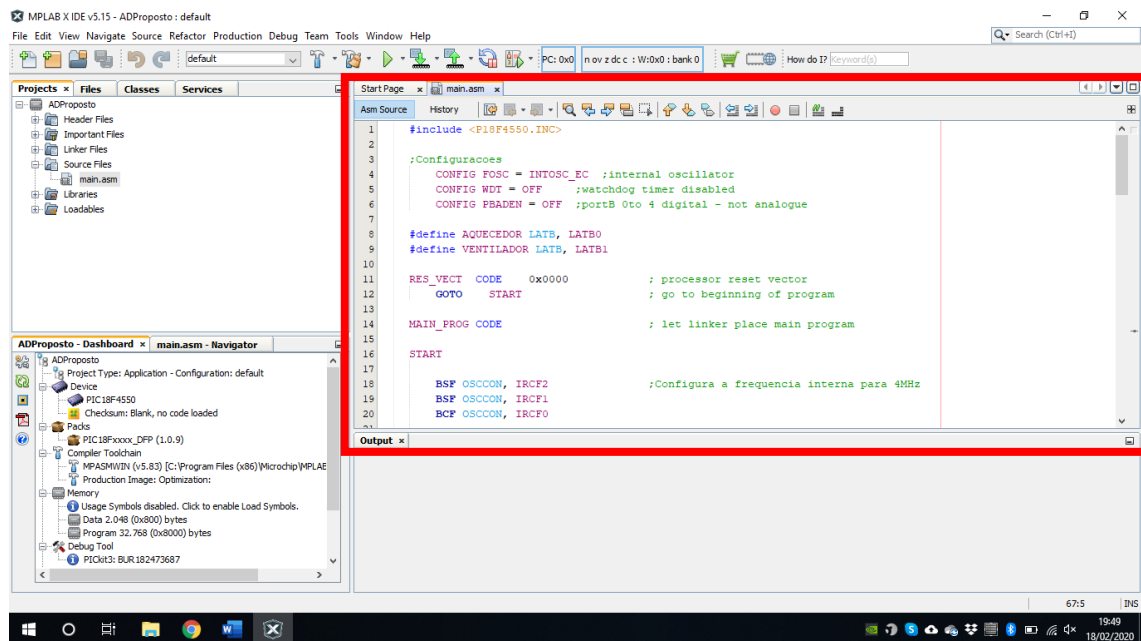 MPLAB X IDE v5.15 - ADProposto : default
File Edit View Navigate Source Refactor Production Debug Team Tools Window Help
Search (Ctrl+I)
default
PC: 0x0
n ov z dc c : W:0x0 : bank 0
How do I?
Keyword(s)
Projects × Files Classes Services
ADProposto
Header Files
Important Files
Linker Files
Source Files
main.asm
Libraries
Loadables
Start Page × main.asm ×
Asm Source History
1 #include <P18F4550.INC>
2
3 ;Configuracoes
4 CONFIG FOSC = INTOSC_EC ;internal oscillator
5 CONFIG WDT = OFF ;watchdog timer disabled
6 CONFIG PBADEN = OFF ;portB 0to 4 digital - not analogue
7
8 #define AQUECEDOR LATB, LATB0
9 #define VENTILADOR LATB, LATB1
10
11 RES_VECT CODE 0x0000 ; processor reset vector
12 GOTO START ; go to beginning of program
13
14 MAIN_PROG CODE ; let linker place main program
15
16 START
17
18 BSF OSCCON, IRCF2 ;Configura a frequencia interna para 4MHz
19 BSF OSCCON, IRCF1
20 BCF OSCCON, IRCF0
Output ×
ADProposto - Dashboard × main.asm - Navigator
ADProposto
Project Type: Application - Configuration: default
Device
PIC18F4550
Checksum: Blank, no code loaded
Packs
PIC18Fxxxx_DFP (1.0.9)
Compiler Toolchain
MPASMWIN (v5.83) [C:\Program Files (x86)\Microchip\MPLAB
Production Image: Optimization:
Memory
Usage Symbols disabled. Click to enable Load Symbols.
Data 2.048 (0x800) bytes
Program 32.768 (0x8000) bytes
Debug Tool
PICkit3: BUR182473687
67:5 INS
19:49
18/02/2020